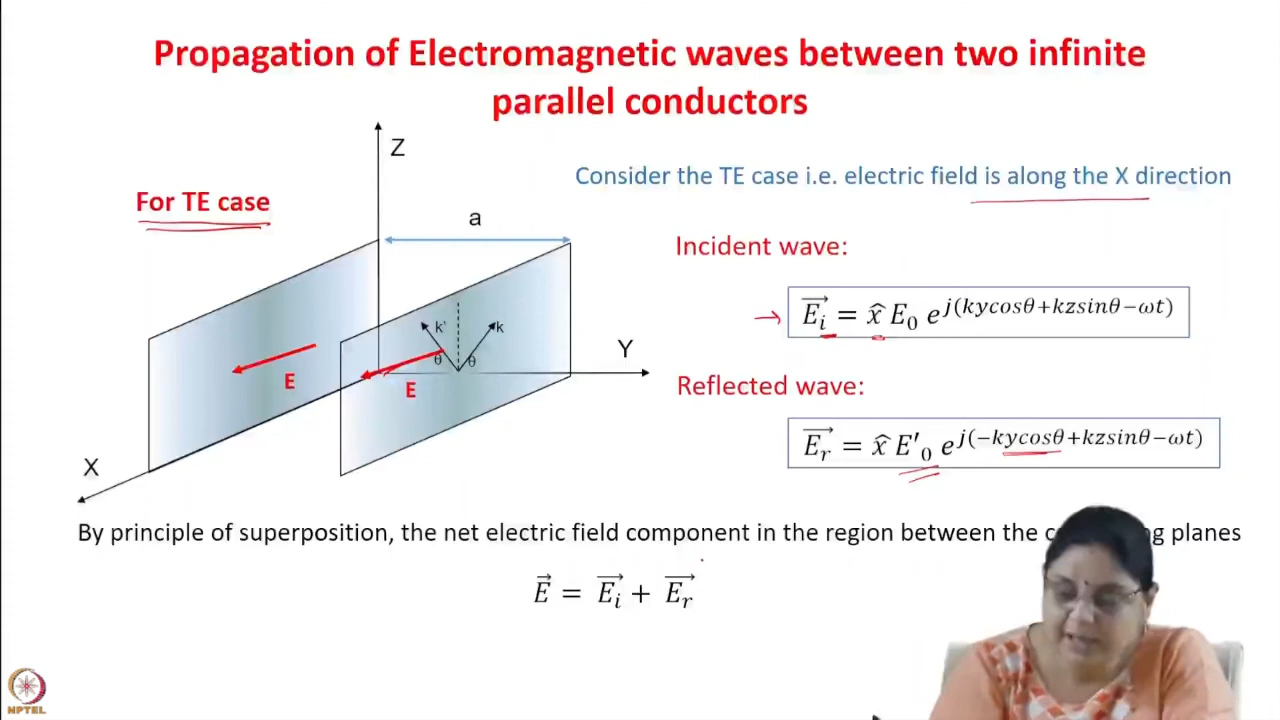 Propagation of Electromagnetic waves between two infinite
parallel conductors
Z
For TE case
Consider the TE case i.e. electric field is along the X direction
a
Incident wave:
k'
k
θ
θ
E⃗ᵢ = x̂ E₀ e^{j(kycosθ+kzsinθ−ωt)}
Y
E
E
Reflected wave:
E⃗ᵣ = x̂ E'₀ e^{j(−kycosθ+kzsinθ−ωt)}
X
By principle of superposition, the net electric field component in the region between the planes
E⃗ = E⃗ᵢ + E⃗ᵣ
NPTEL